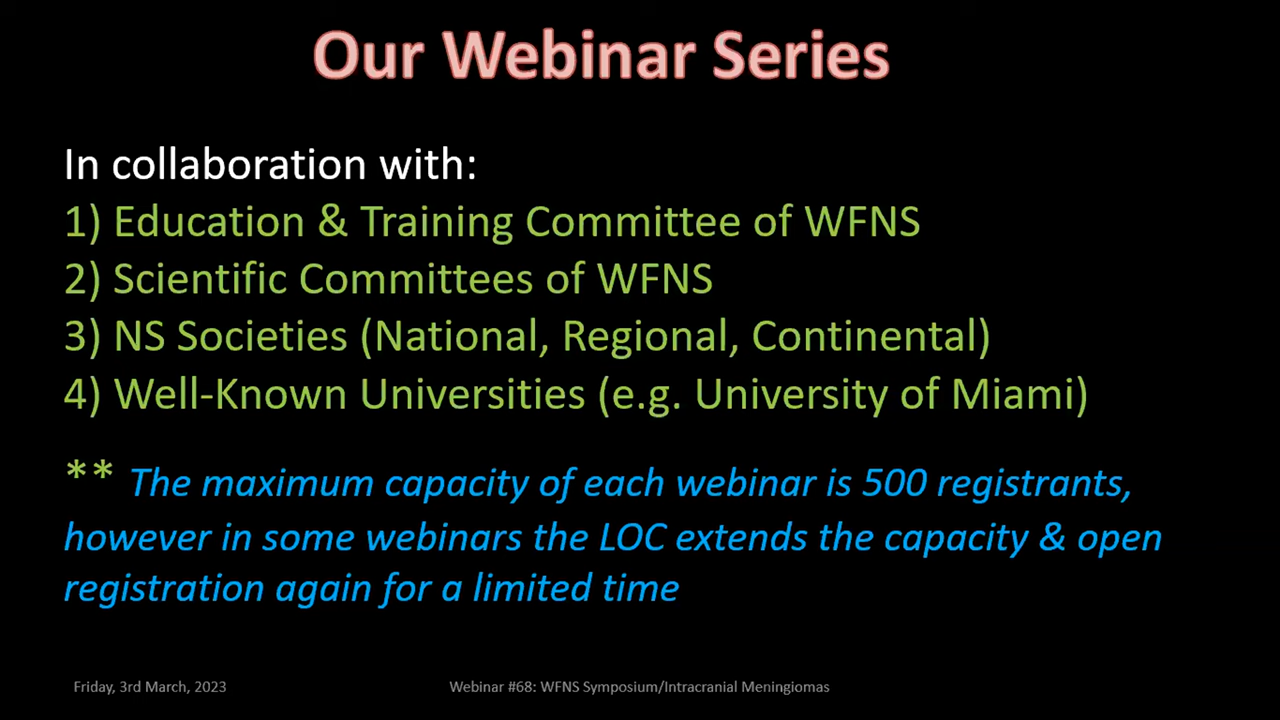 Our Webinar Series
In collaboration with:
1) Education & Training Committee of WFNS
2) Scientific Committees of WFNS
3) NS Societies (National, Regional, Continental)
4) Well-Known Universities (e.g. University of Miami)
** The maximum capacity of each webinar is 500 registrants,
however in some webinars the LOC extends the capacity & open
registration again for a limited time
Friday, 3rd March, 2023
Webinar #68: WFNS Symposium/Intracranial Meningiomas